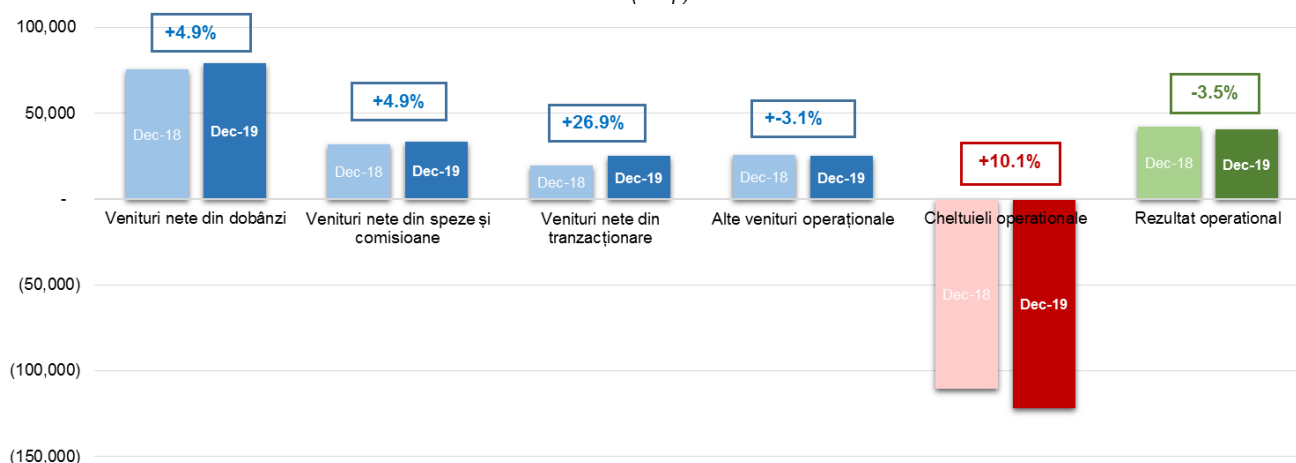 100,000
50,000
-
(50,000)
(100,000)
(150,000)
+4.9%
+4.9%
+26.9%
+-3.1%
+10.1%
-3.5%
Dec-18
Dec-19
Dec-18
Dec-19
Dec-18
Dec-19
Dec-18
Dec-19
Dec-18
Dec-19
Dec-18
Dec-19
Venituri nete din dobânzi
Venituri nete din speze și
comisioane
Venituri nete din
tranzacționare
Alte venituri operaționale
Cheltuieli operationale
Rezultat operational